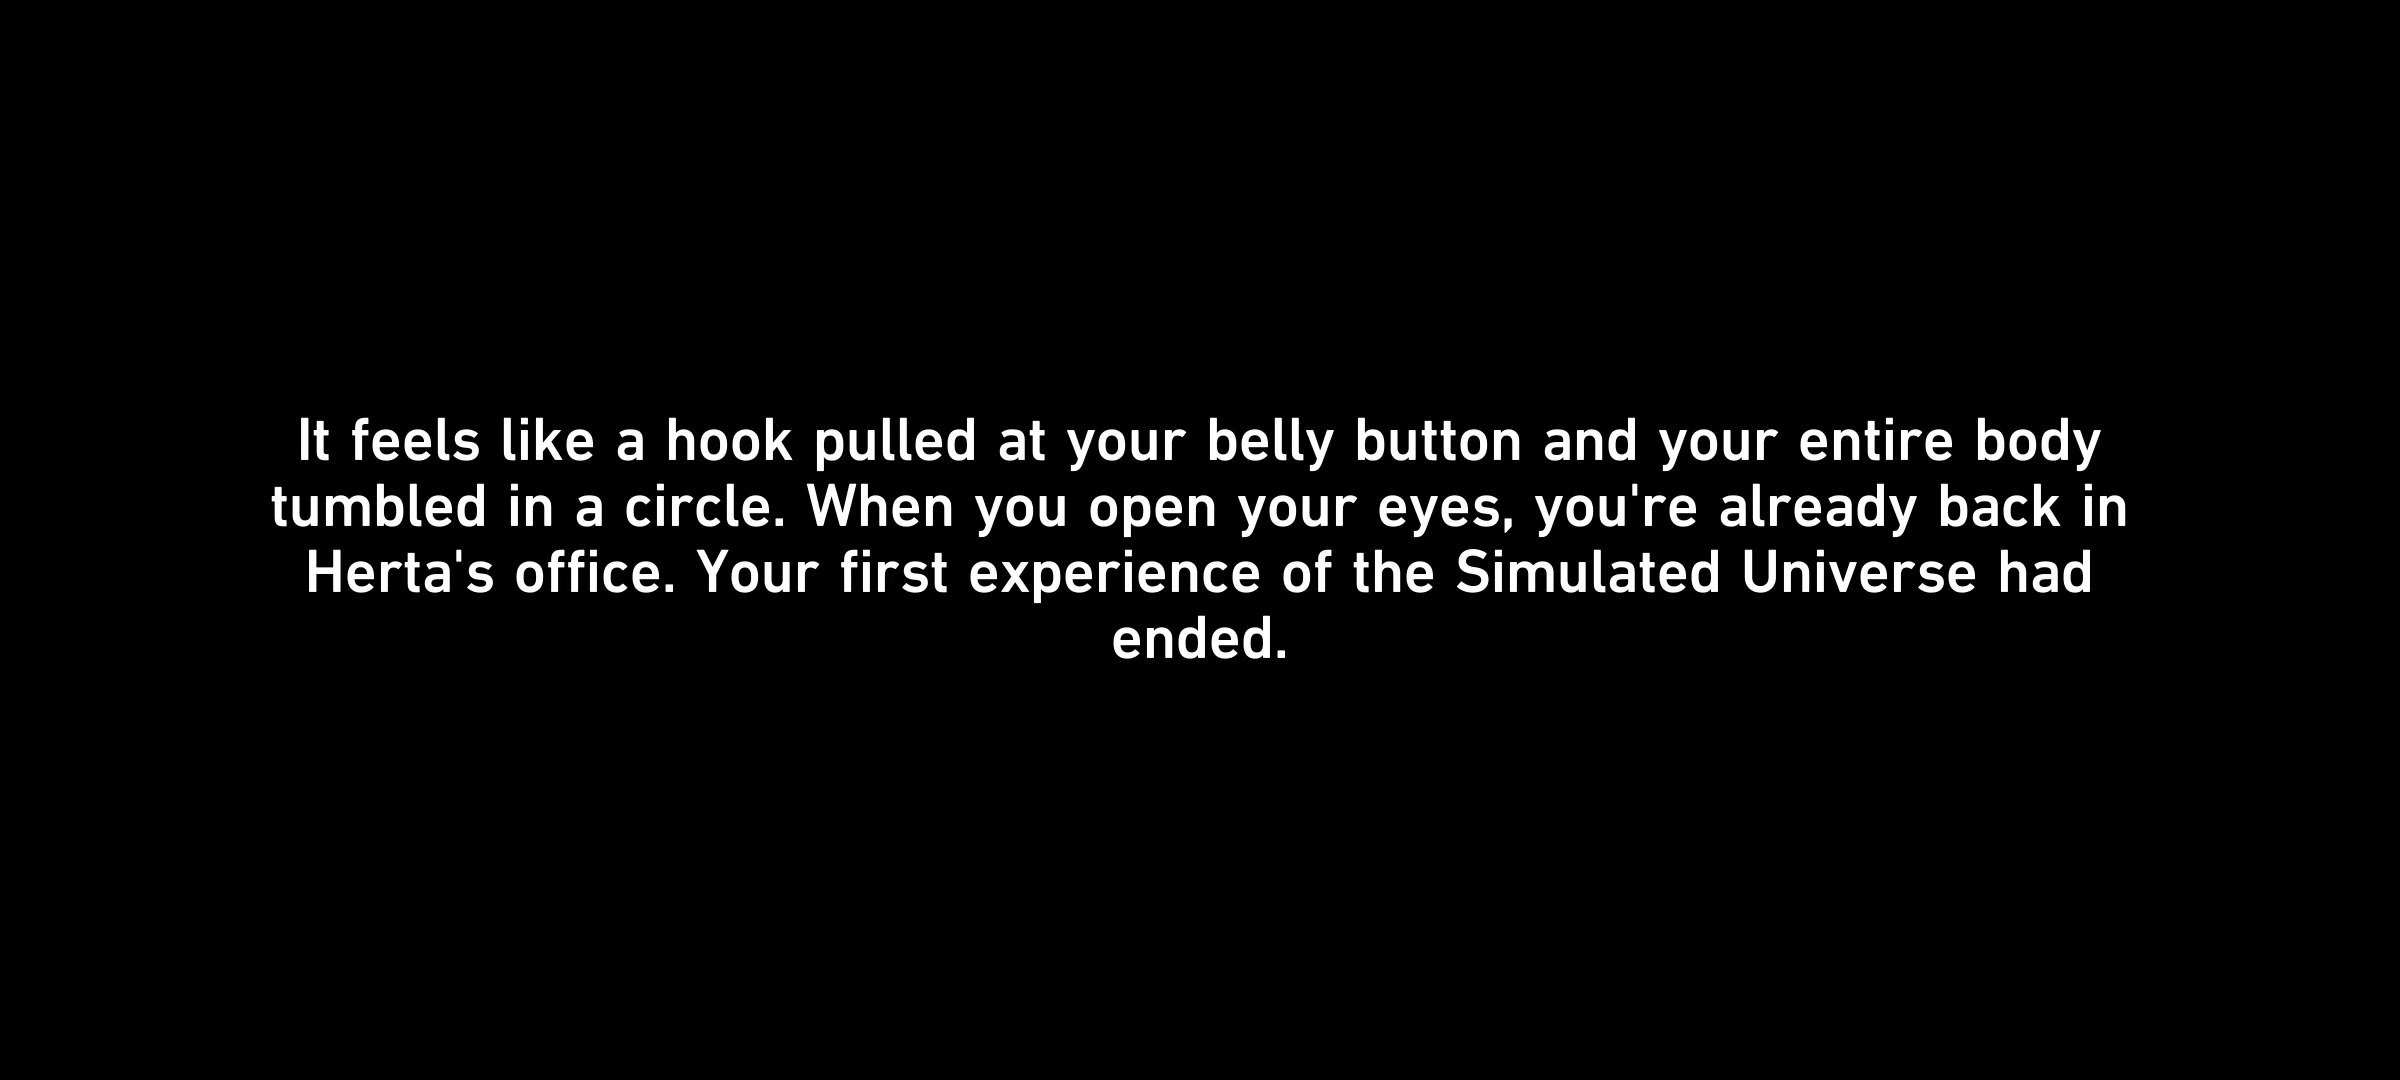 It feels like a hook pulled at your belly button and your entire body
tumbled in a circle. When you open your eyes, you're already back in
Herta's office. Your first experience of the Simulated Universe had
ended.